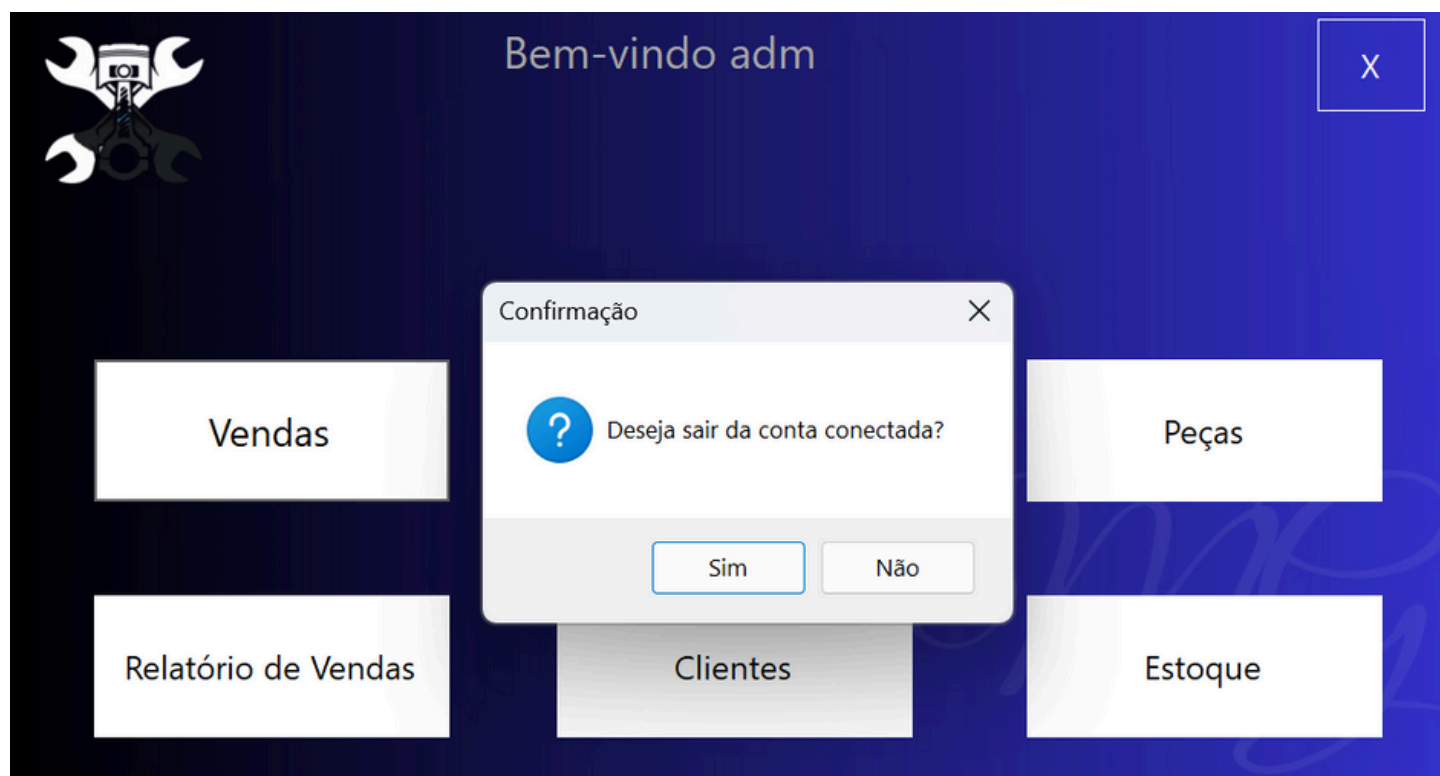 Bem-vindo adm
X
Confirmação
Deseja sair da conta conectada?
Sim
Não
Vendas
Peças
Relatório de Vendas
Clientes
Estoque